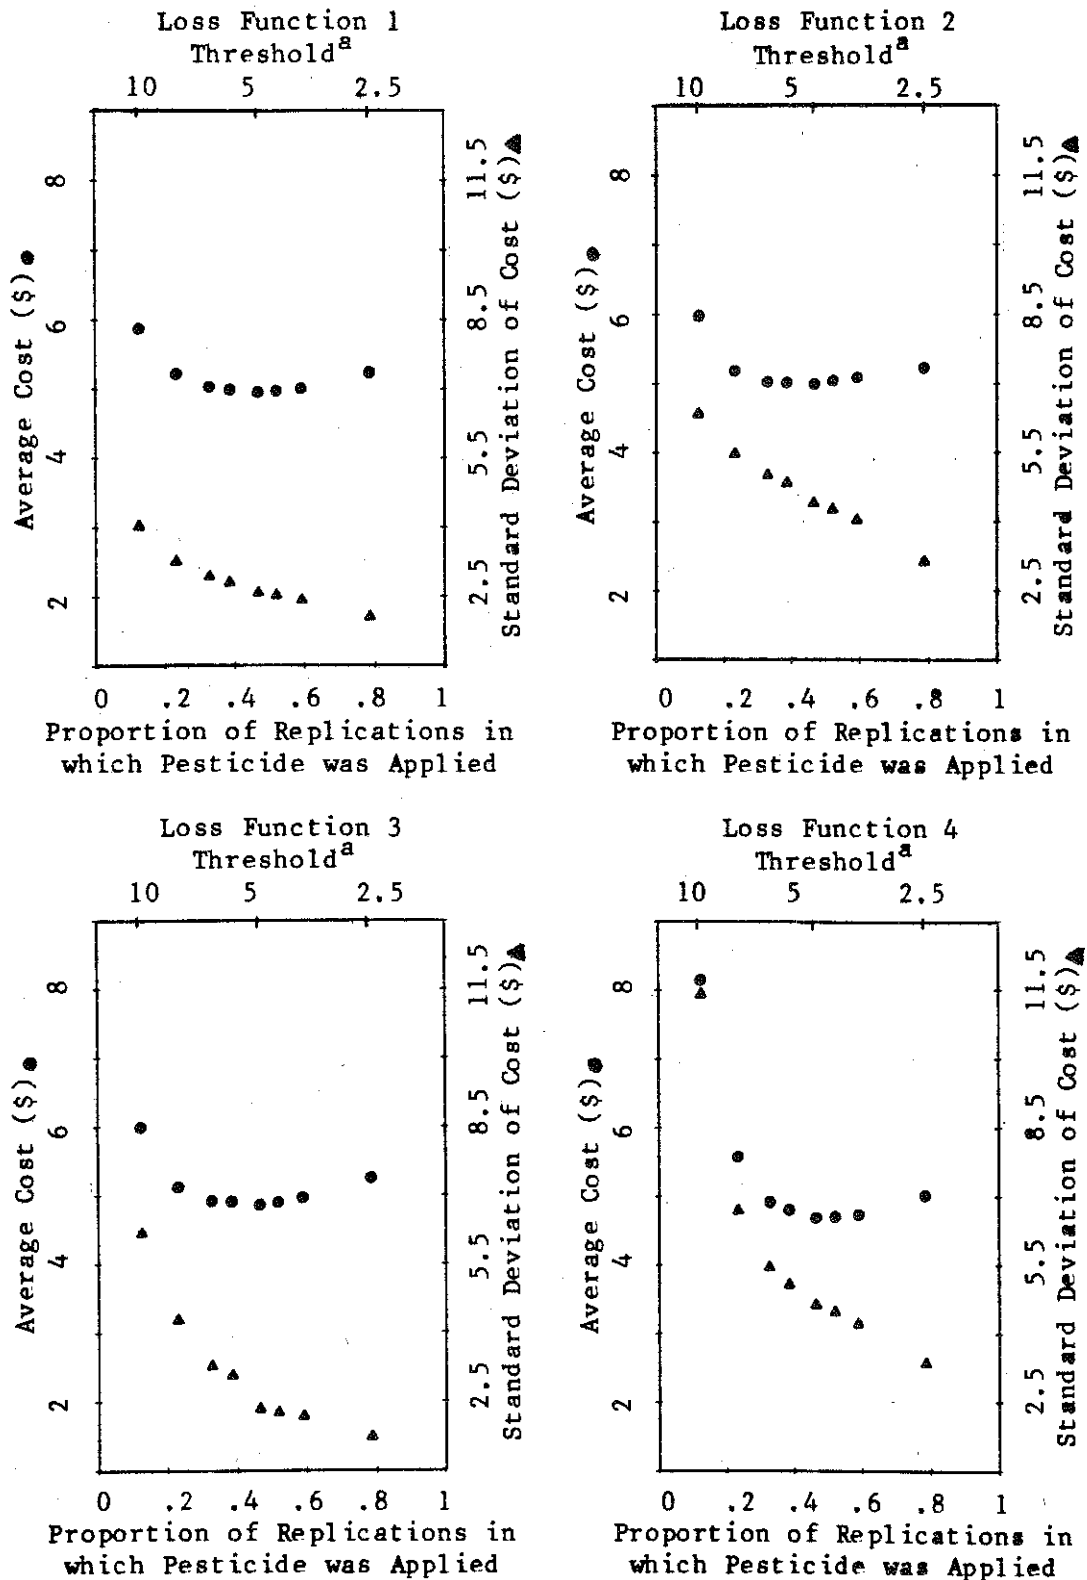 Loss Function 1
Threshold^a
10 5 2.5
Average Cost ($)●
8
6
4
2
Standard Deviation of Cost ($)▲
11.5
8.5
5.5
2.5
0 .2 .4 .6 .8 1
Proportion of Replications in
which Pesticide was Applied
Loss Function 2
Threshold^a
10 5 2.5
Average Cost ($)●
8
6
4
2
Standard Deviation of Cost ($)▲
11.5
8.5
5.5
2.5
0 .2 .4 .6 .8 1
Proportion of Replications in
which Pesticide was Applied
Loss Function 3
Threshold^a
10 5 2.5
Average Cost ($)●
8
6
4
2
Standard Deviation of Cost ($)▲
11.5
8.5
5.5
2.5
0 .2 .4 .6 .8 1
Proportion of Replications in
which Pesticide was Applied
Loss Function 4
Threshold^a
10 5 2.5
Average Cost ($)●
8
6
4
2
Standard Deviation of Cost ($)▲
11.5
8.5
5.5
2.5
0 .2 .4 .6 .8 1
Proportion of Replications in
which Pesticide was Applied